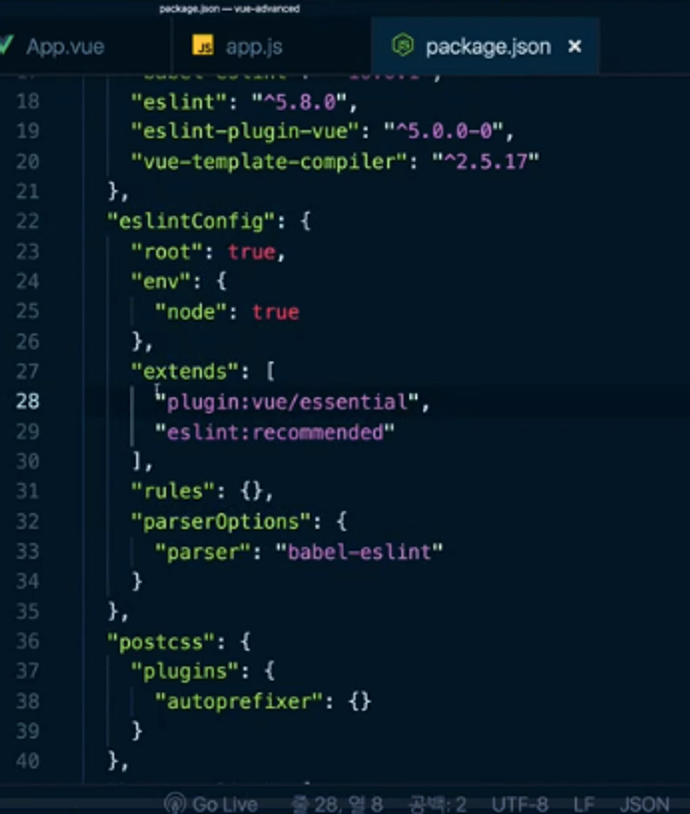 package.json — vue-advanced
App.vue
app.js
package.json ×
18 "eslint": "^5.8.0",
19 "eslint-plugin-vue": "^5.0.0-0",
20 "vue-template-compiler": "^2.5.17"
21 },
22 "eslintConfig": {
23 "root": true,
24 "env": {
25 "node": true
26 },
27 "extends": [
28 "plugin:vue/essential",
29 "eslint:recommended"
30 ],
31 "rules": {},
32 "parserOptions": {
33 "parser": "babel-eslint"
34 }
35 },
36 "postcss": {
37 "plugins": {
38 "autoprefixer": {}
39 }
40 },
Go Live 줄 28, 열 8 공백: 2 UTF-8 LF JSON